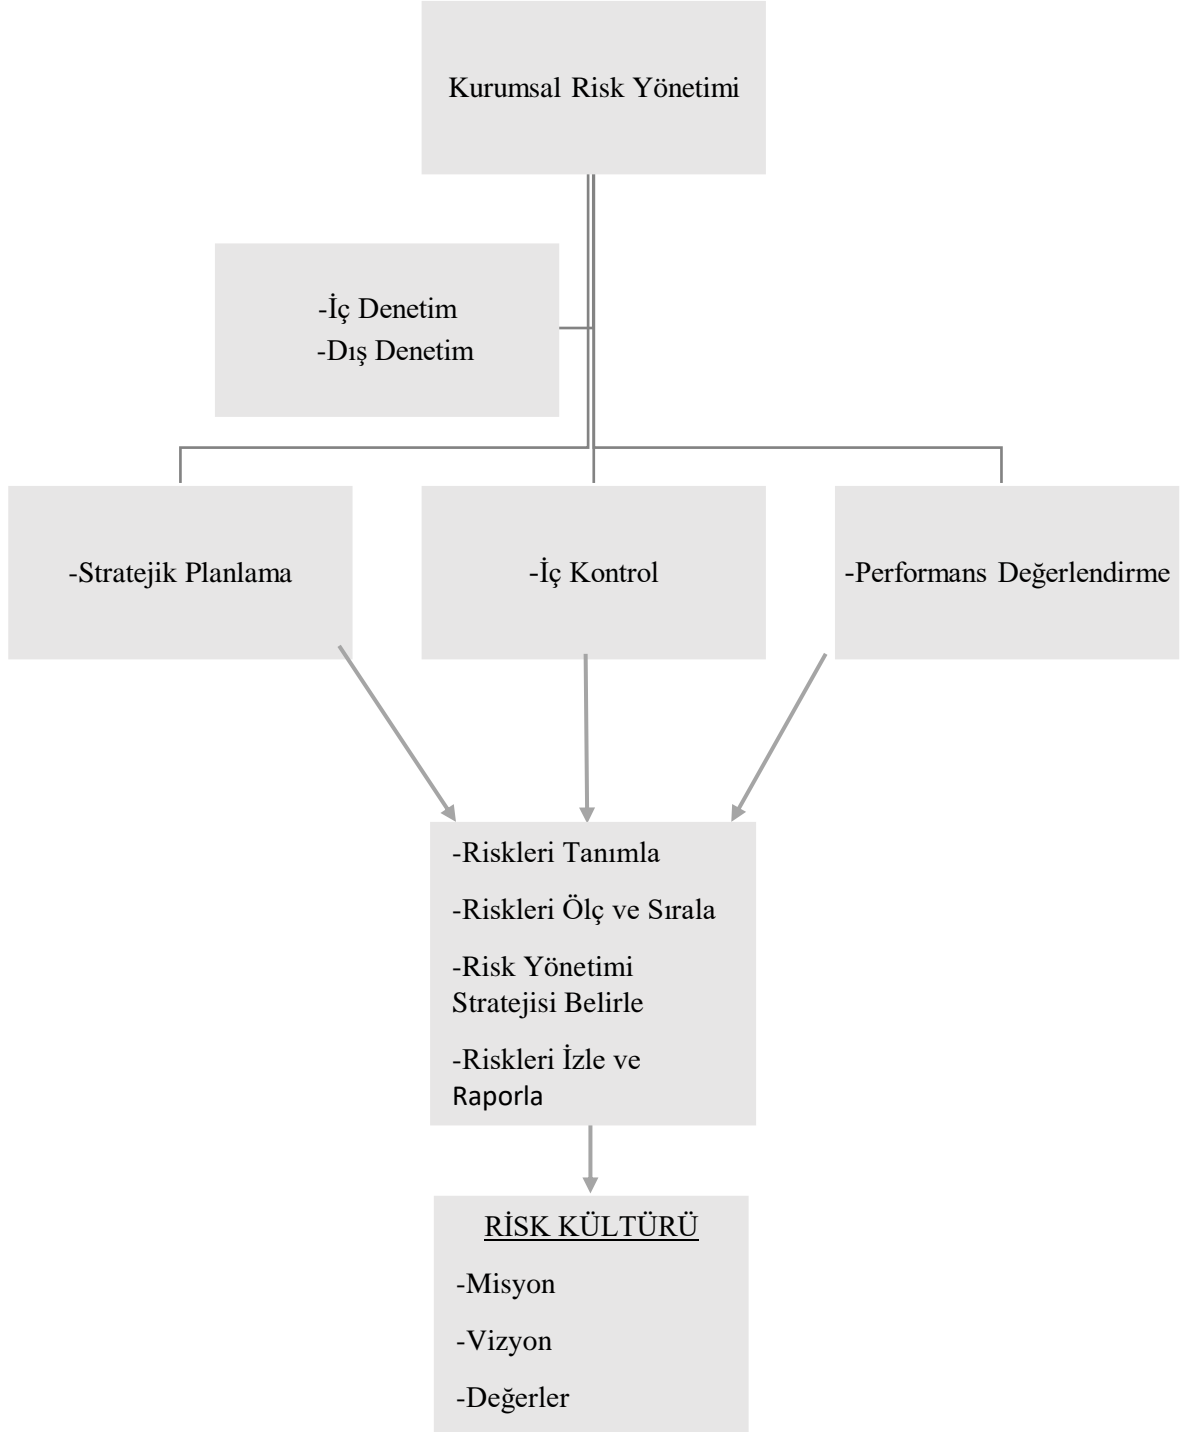 Kurumsal Risk Yönetimi
-İç Denetim
-Dış Denetim
-Stratejik Planlama
-İç Kontrol
-Performans Değerlendirme
-Riskleri Tanımla
-Riskleri Ölç ve Sırala
-Risk Yönetimi
Stratejisi Belirle
-Riskleri İzle ve
Raporla
RİSK KÜLTÜRÜ
-Misyon
-Vizyon
-Değerler